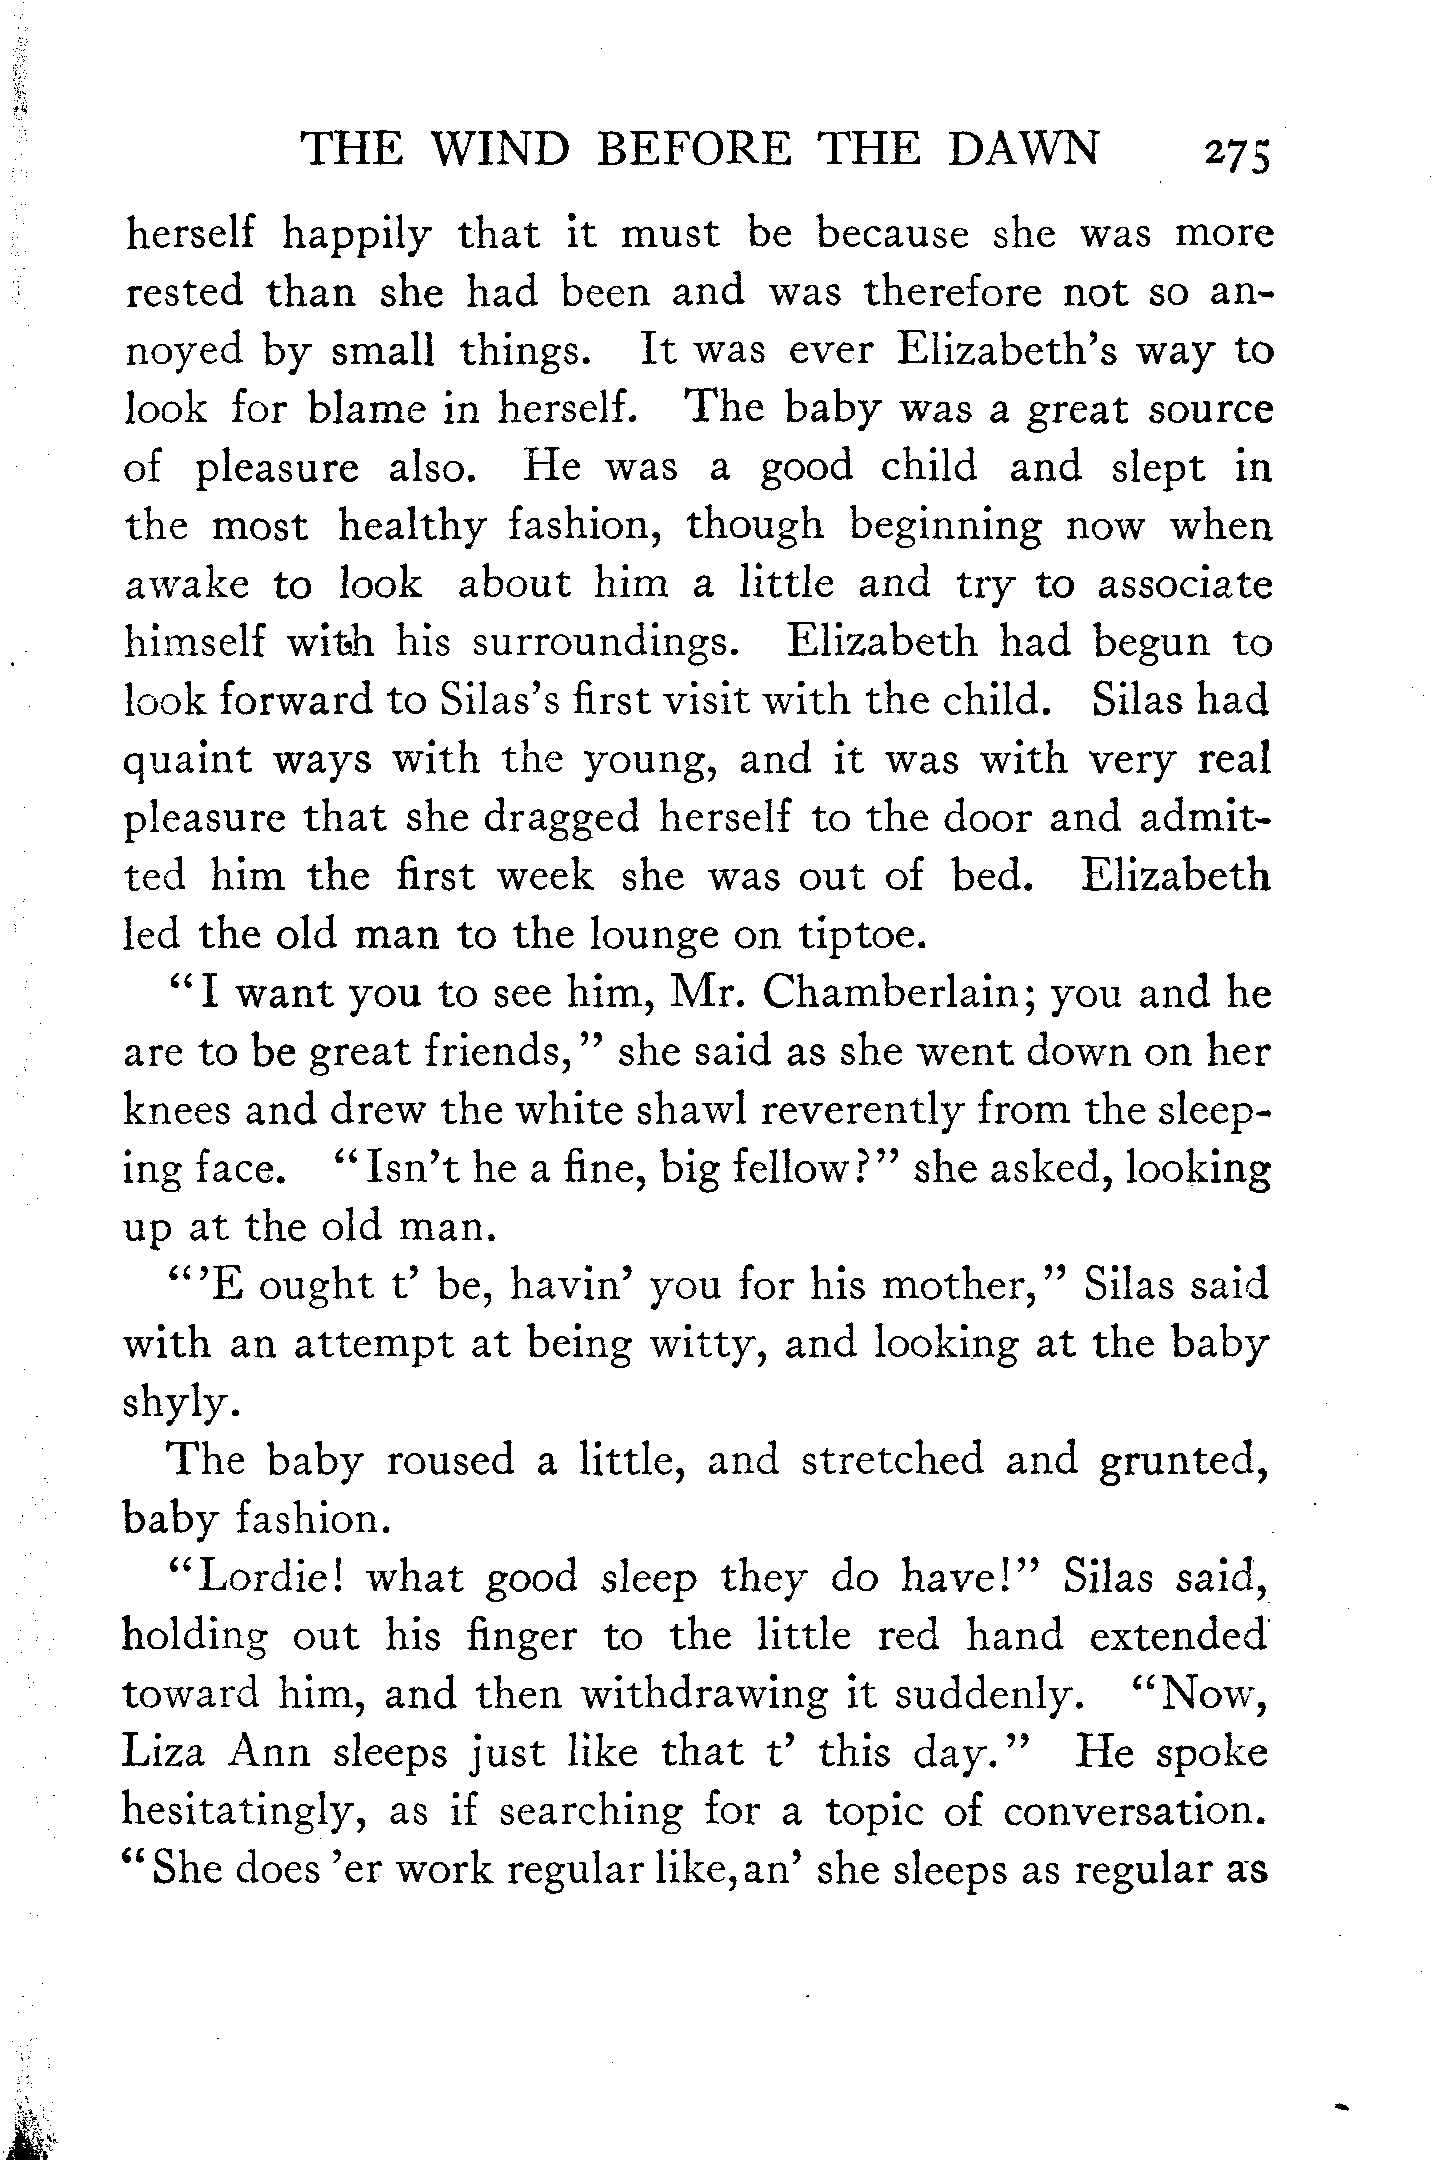 THE WIND BEFORE THE DAWN 275
herself happily that it must be because she was more
rested than she had been and was therefore not so an-
noyed by small things. It was ever Elizabeth's way to
look for blame in herself. The baby was a great source
of pleasure also. He was a good child and slept in
the most healthy fashion, though beginning now when
awake to look about him a little and try to associate
himself with his surroundings. Elizabeth had begun to
look forward to Silas's first visit with the child. Silas had
quaint ways with the young, and it was with very real
pleasure that she dragged herself to the door and admit-
ted him the first week she was out of bed. Elizabeth
led the old man to the lounge on tiptoe.
"I want you to see him, Mr. Chamberlain; you and he
are to be great friends," she said as she went down on her
knees and drew the white shawl reverently from the sleep-
ing face. "Isn't he a fine, big fellow?" she asked, looking
up at the old man.
"'E ought t' be, havin' you for his mother," Silas said
with an attempt at being witty, and looking at the baby
shyly.
The baby roused a little, and stretched and grunted,
baby fashion.
"Lordie! what good sleep they do have!" Silas said,
holding out his finger to the little red hand extended
toward him, and then withdrawing it suddenly. "Now,
Liza Ann sleeps just like that t' this day." He spoke
hesitatingly, as if searching for a topic of conversation.
"She does 'er work regular like, an' she sleeps as regular as